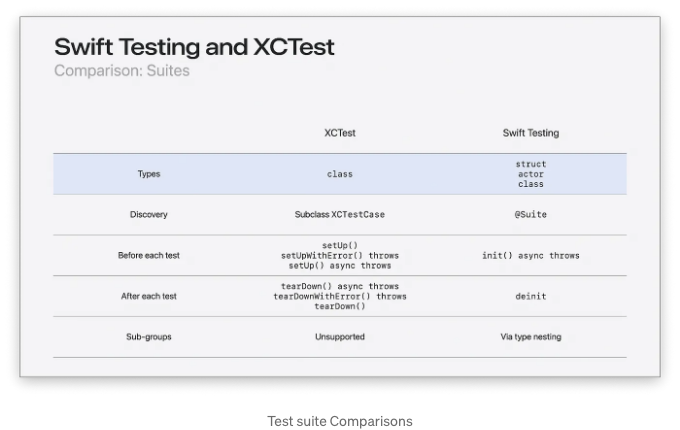 Swift Testing and XCTest
Comparison: Suites
XCTest Swift Testing
Types class struct
actor
class
Discovery Subclass XCTestCase @Suite
Before each test setUp()
setUpWithError() throws
setUp() async throws init() async throws
After each test tearDown() async throws
tearDownWithError() throws
tearDown() deinit
Sub-groups Unsupported Via type nesting
Test suite Comparisons